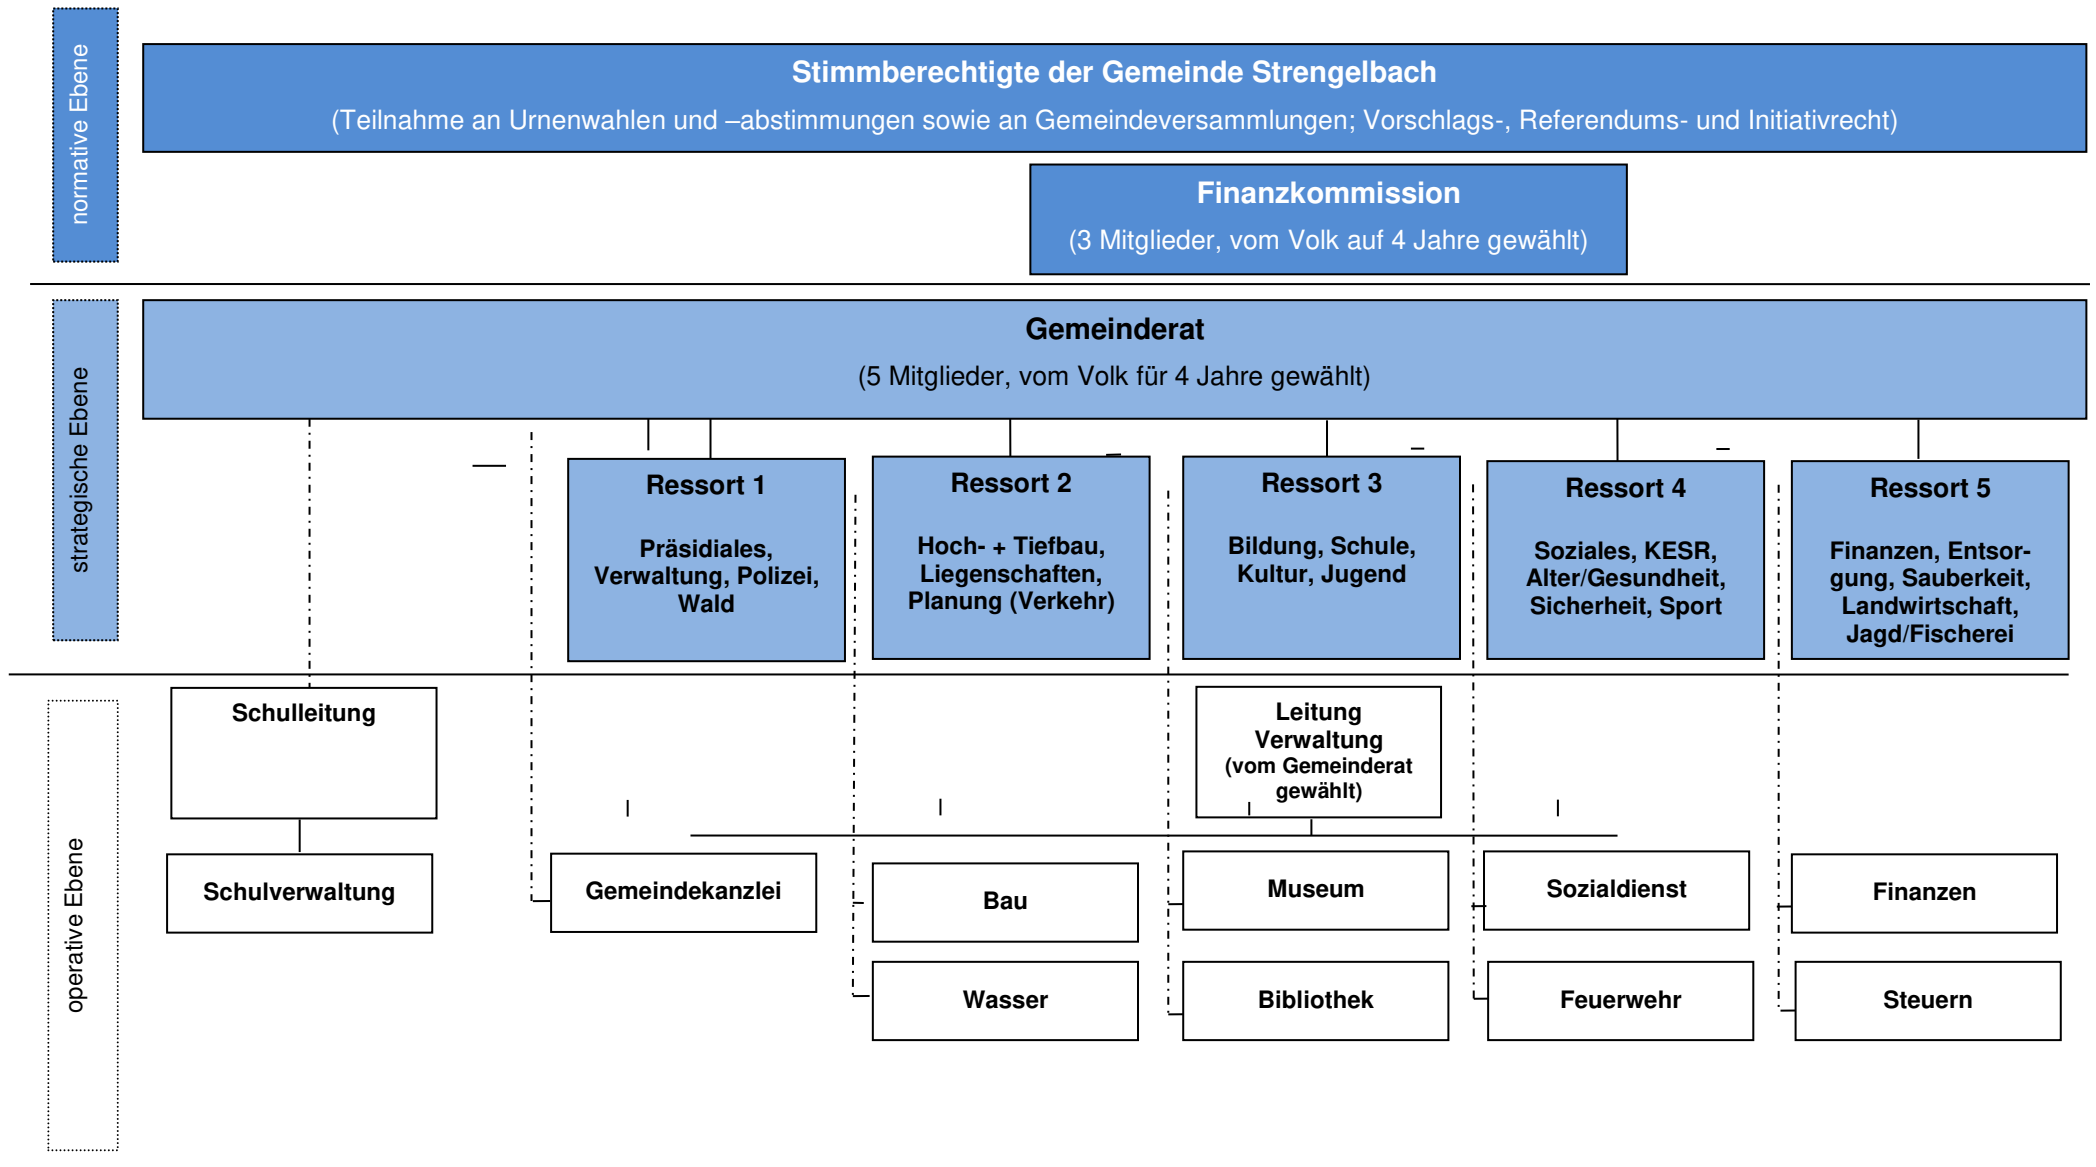 normative Ebene
Stimmberechtigte der Gemeinde Strengelbach
(Teilnahme an Urnenwahlen und –abstimmungen sowie an Gemeindeversammlungen; Vorschlags-, Referendums- und Initiativrecht)
Finanzkommission
(3 Mitglieder, vom Volk auf 4 Jahre gewählt)
strategische Ebene
Gemeinderat
(5 Mitglieder, vom Volk für 4 Jahre gewählt)
Ressort 1
Präsidiales,
Verwaltung, Polizei,
Wald
Ressort 2
Hoch- + Tiefbau,
Liegenschaften,
Planung (Verkehr)
Ressort 3
Bildung, Schule,
Kultur, Jugend
Ressort 4
Soziales, KESR,
Alter/Gesundheit,
Sicherheit, Sport
Ressort 5
Finanzen, Entsor-
gung, Sauberkeit,
Landwirtschaft,
Jagd/Fischerei
operative Ebene
Schulleitung
Leitung
Verwaltung
(vom Gemeinderat
gewählt)
Schulverwaltung
Gemeindekanzlei
Bau
Museum
Sozialdienst
Finanzen
Wasser
Bibliothek
Feuerwehr
Steuern